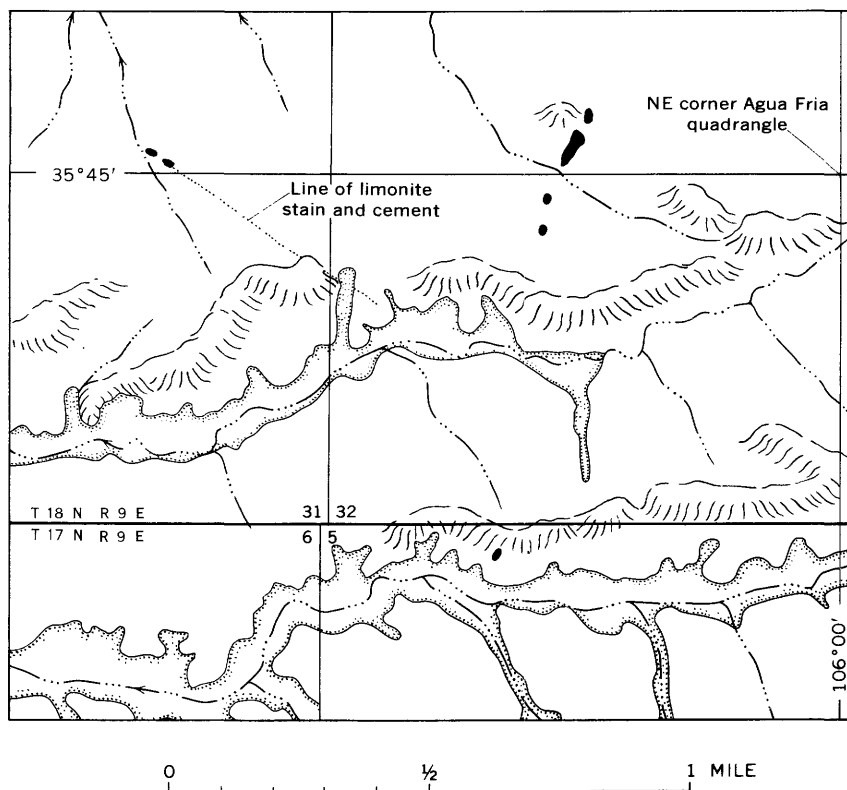 NE corner Agua Fria
quadrangle
35°45'
Line of limonite
stain and cement
T 18 N R 9 E 31 32
T 17 N R 9 E 6 5
106°00'
0 ½ 1 MILE